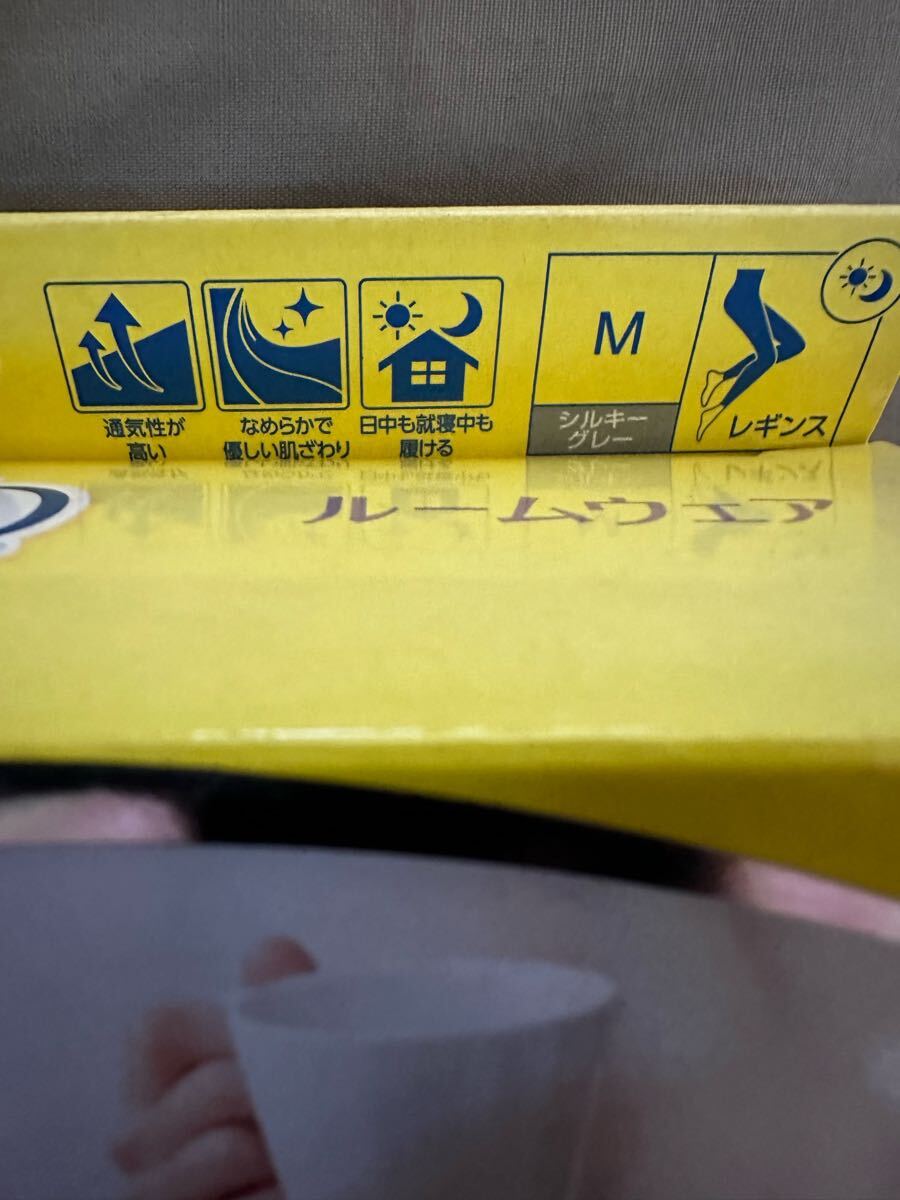 通気性が
高い
なめらかで
優しい肌ざわり
日中も就寝中も
履ける
M
シルキー
グレー
レギンス
ルームウェア